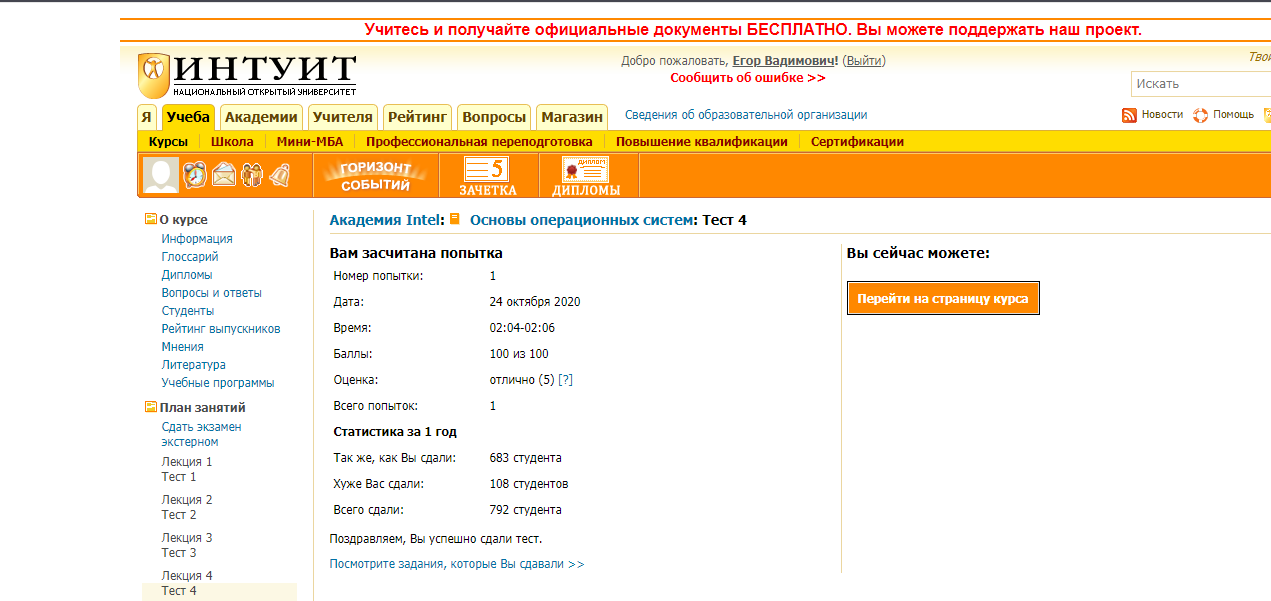 Учитесь и получайте официальные документы БЕСПЛАТНО. Вы можете поддержать наш проект.
ИНТУИТ
НАЦИОНАЛЬНЫЙ ОТКРЫТЫЙ УНИВЕРСИТЕТ
Добро пожаловать, Егор Вадимович! (Выйти)
Сообщить об ошибке >>
Искать
Я Учеба Академии Учителя Рейтинг Вопросы Магазин Сведения об образовательной организации Новости Помощь
Курсы Школа Мини-МБА Профессиональная переподготовка Повышение квалификации Сертификации
ГОРИЗОНТ
СОБЫТИЙ
5
ЗАЧЕТКА
ДИПЛОМ
ДИПЛОМЫ
О курсе
Информация
Глоссарий
Дипломы
Вопросы и ответы
Студенты
Рейтинг выпускников
Мнения
Литература
Учебные программы
План занятий
Сдать экзамен
экстерном
Лекция 1
Тест 1
Лекция 2
Тест 2
Лекция 3
Тест 3
Лекция 4
Тест 4
Академия Intel: Основы операционных систем: Тест 4
Вам засчитана попытка
Номер попытки: 1
Дата: 24 октября 2020
Время: 02:04-02:06
Баллы: 100 из 100
Оценка: отлично (5) [?]
Всего попыток: 1
Статистика за 1 год
Так же, как Вы сдали: 683 студента
Хуже Вас сдали: 108 студентов
Всего сдали: 792 студента
Поздравляем, Вы успешно сдали тест.
Посмотрите задания, которые Вы сдавали >>
Вы сейчас можете:
Перейти на страницу курса